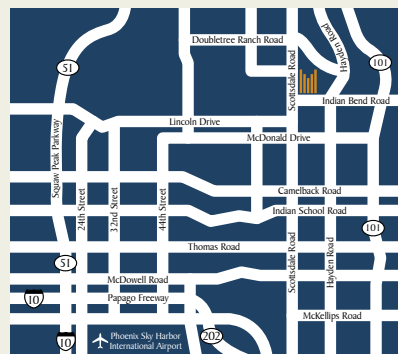 Doubletree Ranch Road
Hayden Road
51
101
Scottsdale Road
Indian Bend Road
Lincoln Drive
Squaw Peak Parkway
McDonald Drive
Camelback Road
24th Street
32nd Street
44th Street
Indian School Road
101
Thomas Road
Scottsdale Road
Hayden Road
51
McDowell Road
10
Papago Freeway
McKellips Road
10
Phoenix Sky Harbor
International Airport
202